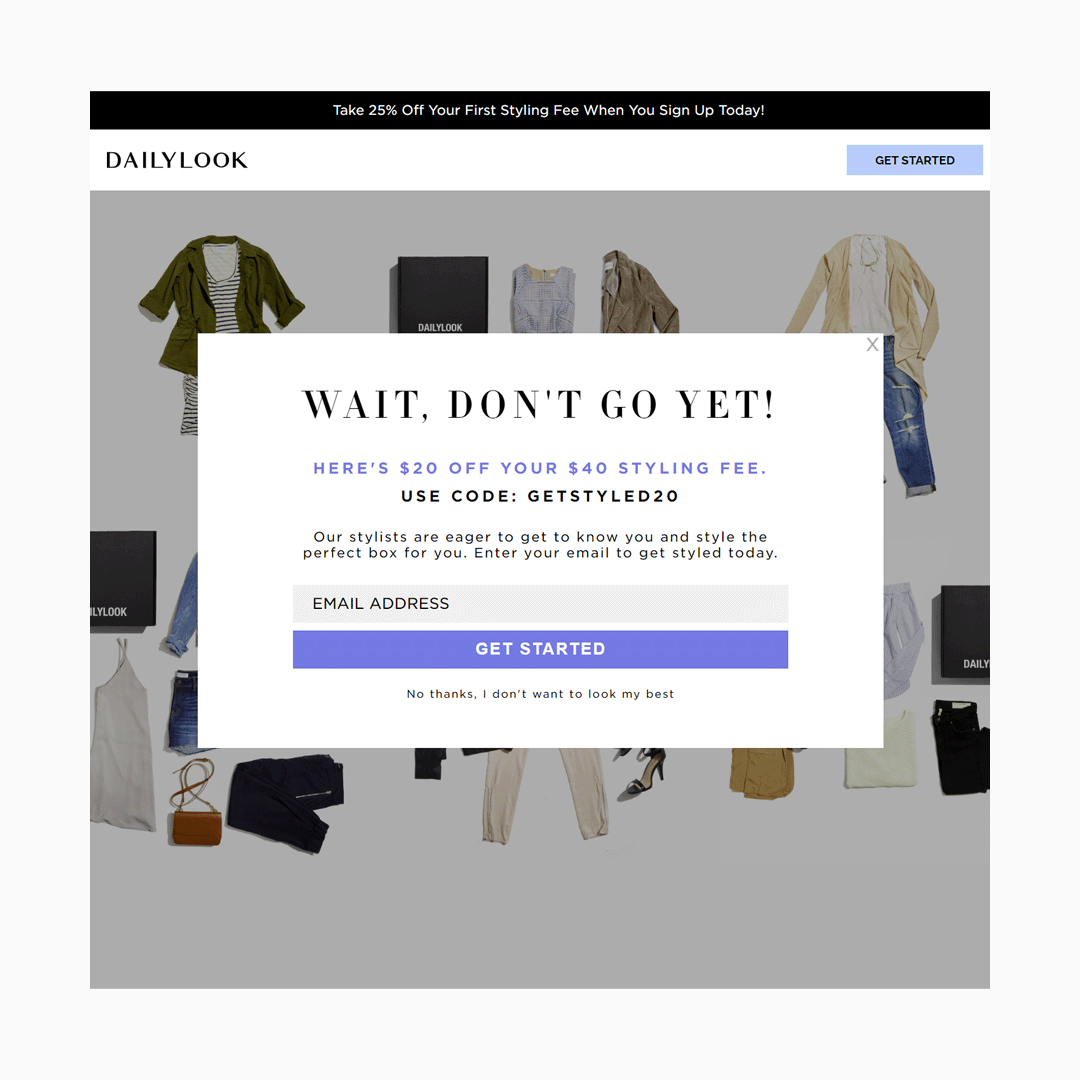 Take 25% Off Your First Styling Fee When You Sign Up Today!
DAILYLOOK
GET STARTED
DAILYLOOK
X
WAIT, DON'T GO YET!
HERE'S $20 OFF YOUR $40 STYLING FEE.
USE CODE: GETSTYLED20
Our stylists are eager to get to know you and style the
perfect box for you. Enter your email to get styled today.
EMAIL ADDRESS
ILYLOOK
GET STARTED
DAILY
No thanks, I don't want to look my best